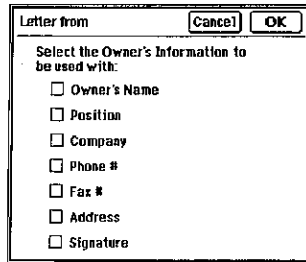 Letter from Cancel OK
Select the Owner's Information to
be used with:
Owner's Name
Position
Company
Phone #
Fax #
Address
Signature